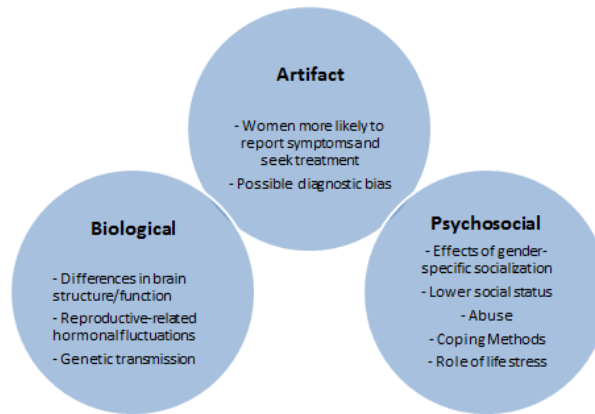 Artifact
- Women more likely to
report symptoms and
seek treatment
- Possible diagnostic bias
Biological
- Differences in brain
structure/function
- Reproductive-related
hormonal fluctuations
- Genetic transmission
Psychosocial
- Effects of gender-
specific socialization
- Lower social status
- Abuse
- Coping Methods
- Role of life stress